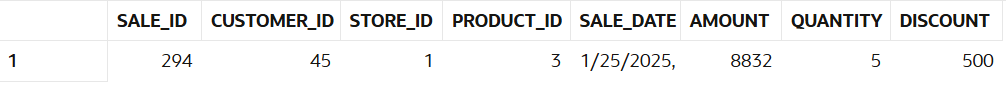 SALE_ID CUSTOMER_ID STORE_ID PRODUCT_ID SALE_DATE AMOUNT QUANTITY DISCOUNT
1 294 45 1 3 1/25/2025, 8832 5 500